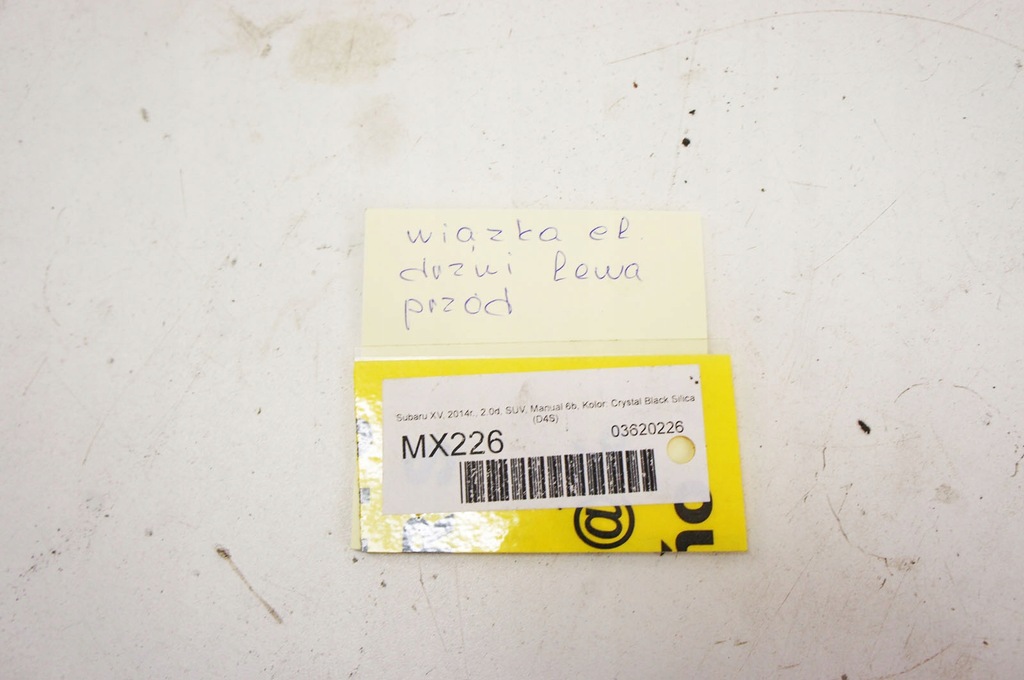 wiązka el.
drzwi lewa
przód
Subaru XV, 2014r., 2.0d, SUV, Manual 6b, Kolor: Crystal Black Silica
(D4S)
MX226
03620226
@